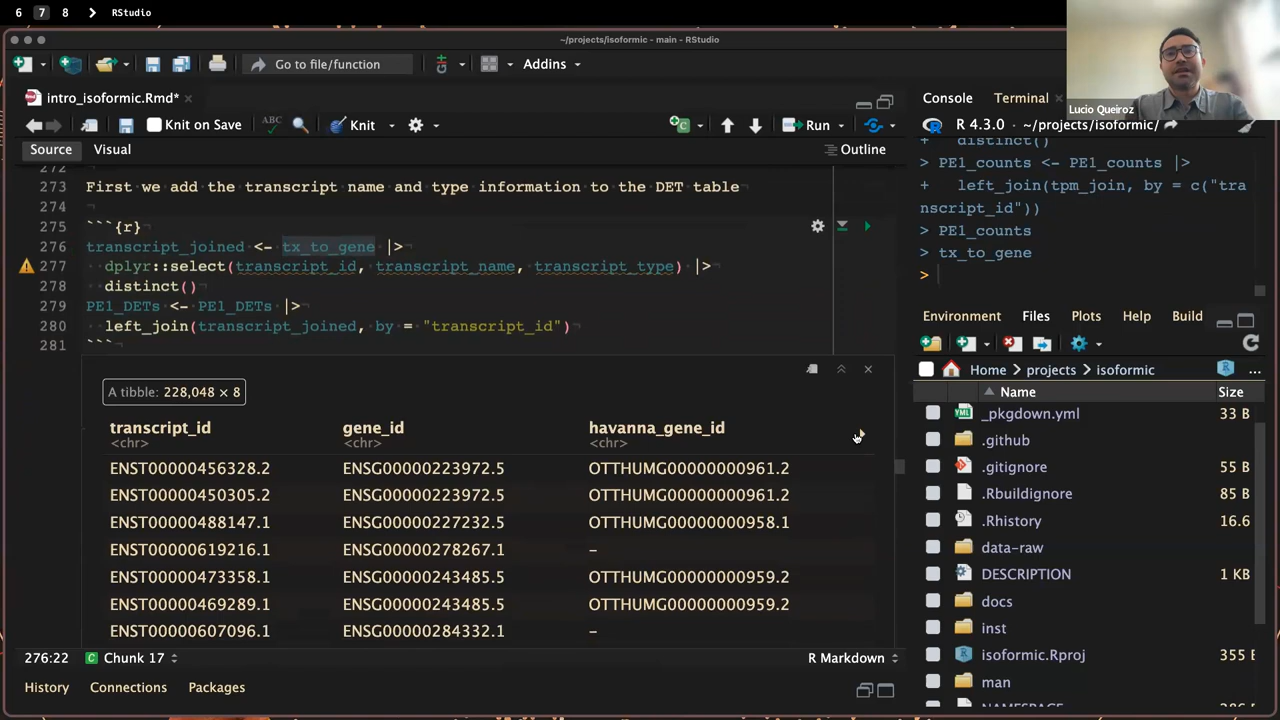 6 7 8 RStudio
~/projects/isoformic - main - RStudio
Go to file/function
Addins
Lucio Queiroz
intro_isoformic.Rmd*
Console Terminal
Knit on Save
ABC
Knit
Run
R 4.3.0 · ~/projects/isoformic/
Source Visual
Outline
272
273 First we add the transcript name and type information to the DET table
274
275 ```{r}
276 transcript_joined <- tx_to_gene |>
277 dplyr::select(transcript_id, transcript_name, transcript_type) |>
278 distinct()
279 PE1_DETs <- PE1_DETs |>
280 left_join(transcript_joined, by = "transcript_id")
281 ```
+ distinct()
> PE1_counts <- PE1_counts |>
+ left_join(tpm_join, by = c("tra
nscript_id"))
> PE1_counts
> tx_to_gene
>
A tibble: 228,048 × 8
transcript_id gene_id havanna_gene_id
<chr> <chr> <chr>
ENST00000456328.2 ENSG00000223972.5 OTTHUMG00000000961.2
ENST00000450305.2 ENSG00000223972.5 OTTHUMG00000000961.2
ENST00000488147.1 ENSG00000227232.5 OTTHUMG00000000958.1
ENST00000619216.1 ENSG00000278267.1 –
ENST00000473358.1 ENSG00000243485.5 OTTHUMG00000000959.2
ENST00000469289.1 ENSG00000243485.5 OTTHUMG00000000959.2
ENST00000607096.1 ENSG00000284332.1 –
276:22 Chunk 17
R Markdown
History Connections Packages
Environment Files Plots Help Build
Home projects isoformic ...
Name Size
_pkgdown.yml 33 B
.github
.gitignore 55 B
.Rbuildignore 85 B
.Rhistory 16.6
data-raw
DESCRIPTION 1 KB
docs
inst
isoformic.Rproj 355 B
man
NAMESPACE